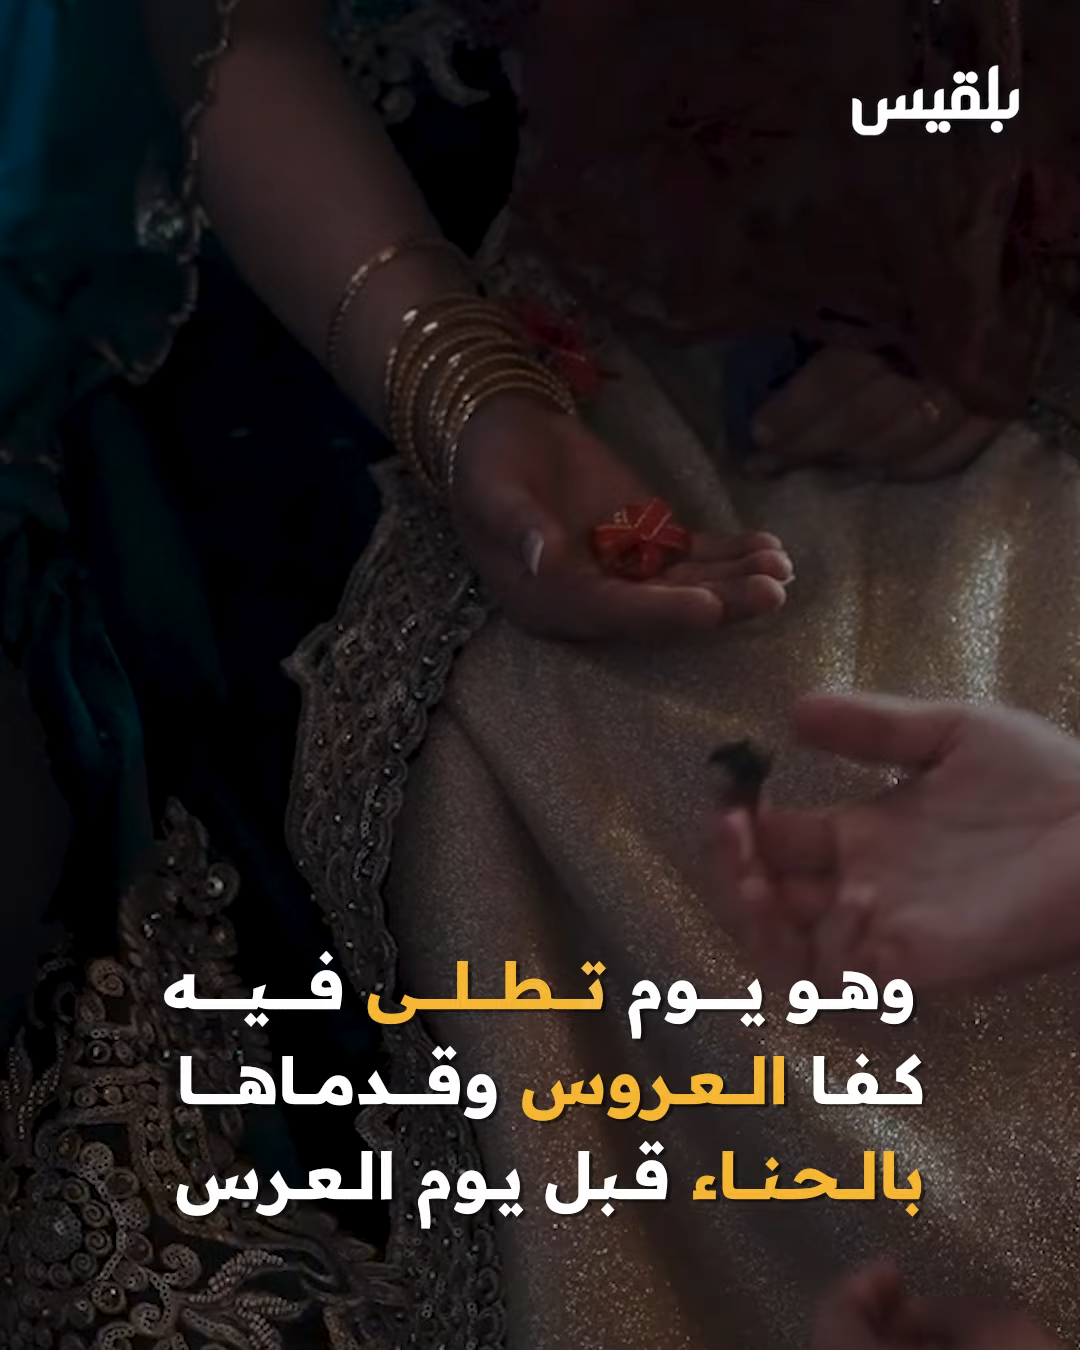 بلقيس
وهو يوم تطلى فيه
كفا العروس وقدماها
بالحناء قبل يوم العرس